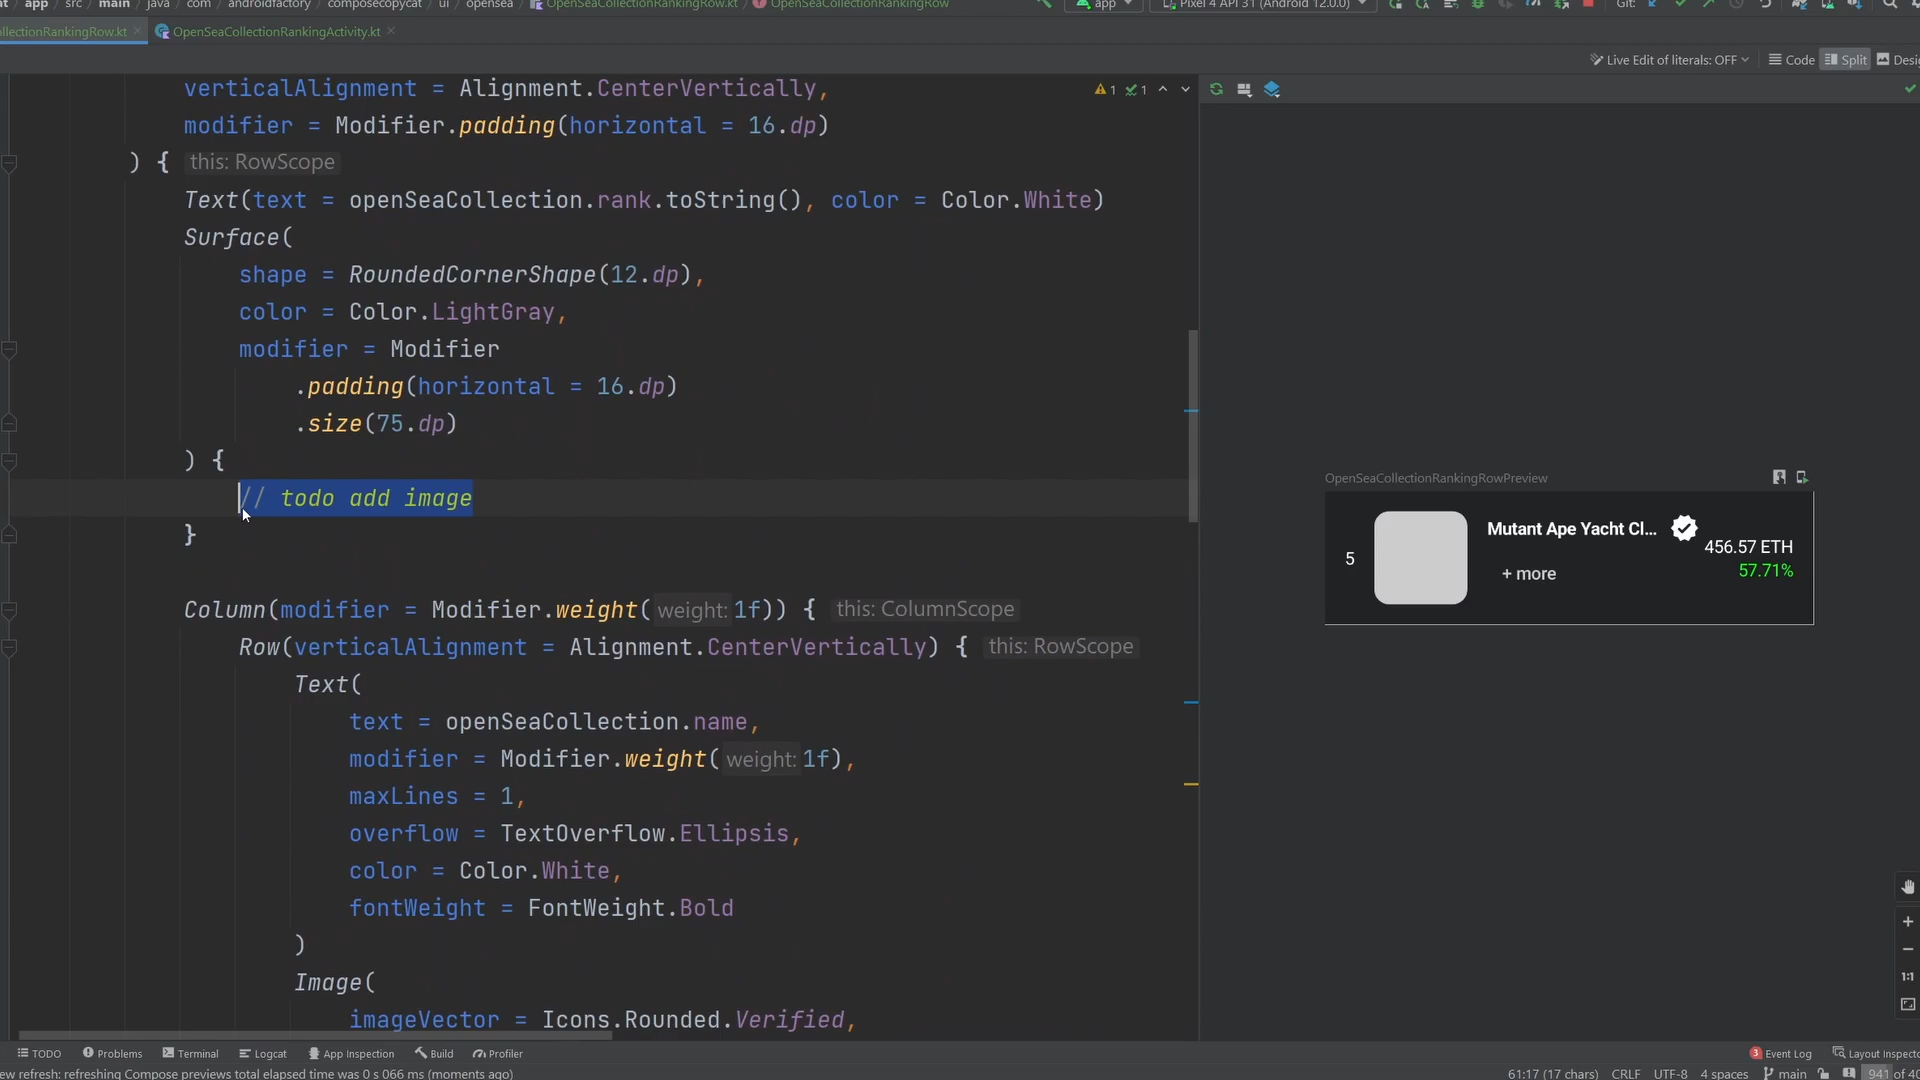 app src main java com androidfactory composecopycat ui opensea OpenSeaCollectionRankingRow.kt OpenSeaCollectionRankingRow app Pixel 4 API 31 (Android 12.0.0) Git:
llectionRankingRow.kt OpenSeaCollectionRankingActivity.kt
Live Edit of literals: OFF Code Split Desig
verticalAlignment = Alignment.CenterVertically,
1 1
modifier = Modifier.padding(horizontal = 16.dp)
) { this: RowScope
Text(text = openSeaCollection.rank.toString(), color = Color.White)
Surface(
shape = RoundedCornerShape(12.dp),
color = Color.LightGray,
modifier = Modifier
.padding(horizontal = 16.dp)
.size(75.dp)
) {
// todo add image
}
Column(modifier = Modifier.weight( weight: 1f)) { this: ColumnScope
Row(verticalAlignment = Alignment.CenterVertically) { this: RowScope
Text(
text = openSeaCollection.name,
modifier = Modifier.weight( weight: 1f),
maxLines = 1,
overflow = TextOverflow.Ellipsis,
color = Color.White,
fontWeight = FontWeight.Bold
)
Image(
imageVector = Icons.Rounded.Verified,
OpenSeaCollectionRankingRowPreview
5
Mutant Ape Yacht Cl...
+ more
456.57 ETH
57.71%
1:1
TODO Problems Terminal Logcat App Inspection Build Profiler 3 Event Log Layout Inspecto
ew refresh: refreshing Compose previews total elapsed time was 0 s 066 ms (moments ago) 61:17 (17 chars) CRLF UTF-8 4 spaces main 941 of 40